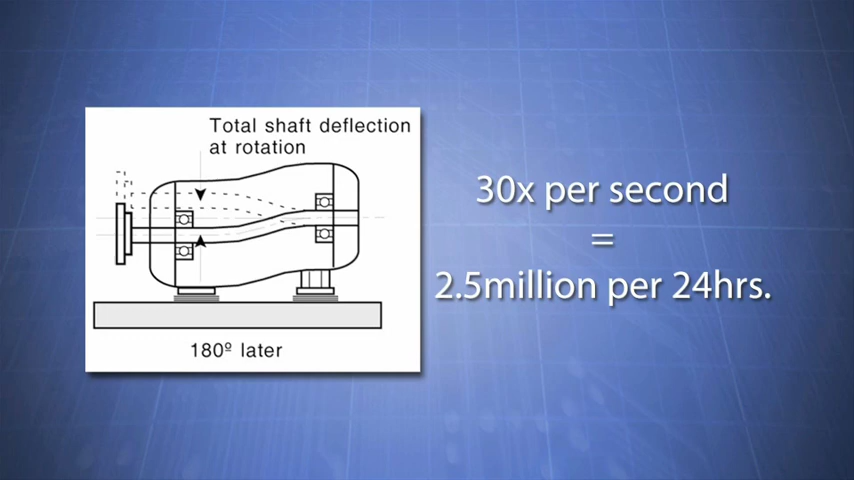 Total shaft deflection
at rotation
180º later
30x per second
=
2.5million per 24hrs.